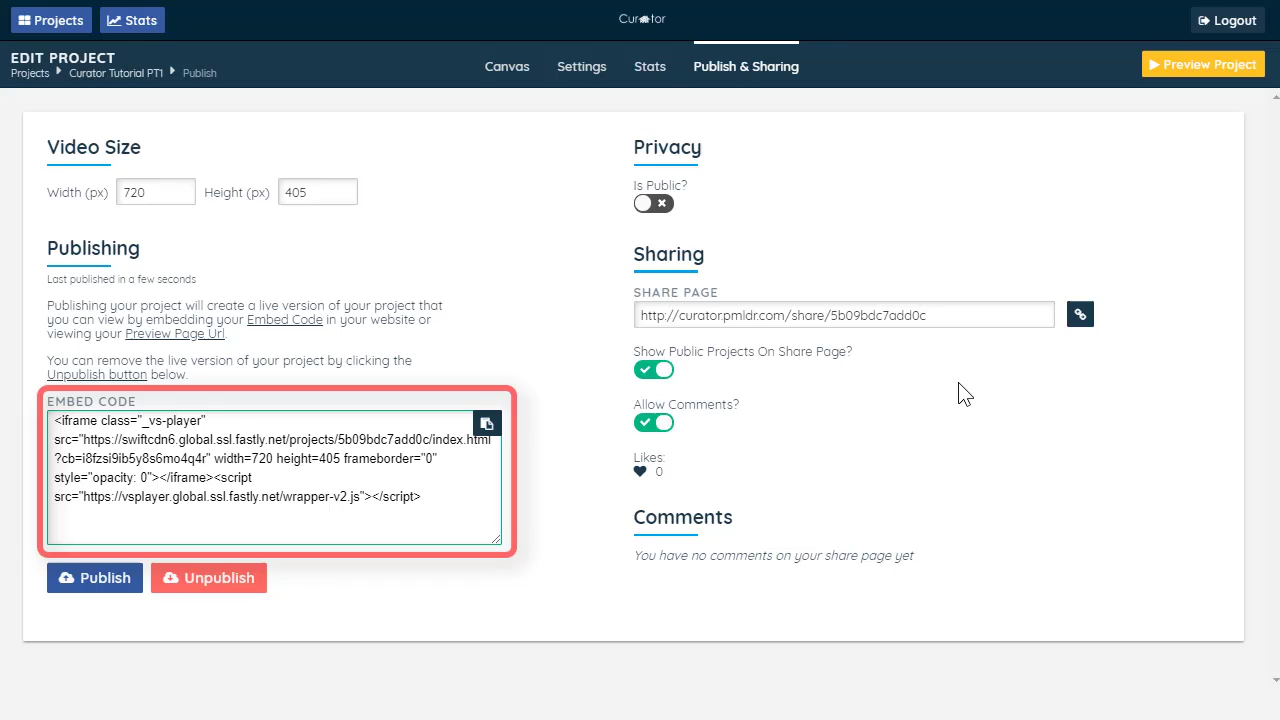 Projects
Stats
Curator
Logout
EDIT PROJECT
Projects
Curator Tutorial PT1
Publish
Canvas
Settings
Stats
Publish & Sharing
Preview Project
Video Size
Width (px)
720
Height (px)
405
Publishing
Last published in a few seconds
Publishing your project will create a live version of your project that
you can view by embedding your Embed Code in your website or
viewing your Preview Page Url.
You can remove the live version of your project by clicking the
Unpublish button below.
EMBED CODE
<iframe class="_vs-player"
src="https://swiftcdn6.global.ssl.fastly.net/projects/5b09bdc7add0c/index.html
?cb=i8fzsi9ib5y8s6mo4q4r" width=720 height=405 frameborder="0"
style="opacity: 0"></iframe><script
src="https://vsplayer.global.ssl.fastly.net/wrapper-v2.js"></script>
Publish
Unpublish
Privacy
Is Public?
Sharing
SHARE PAGE
http://curator.pmldr.com/share/5b09bdc7add0c
Show Public Projects On Share Page?
Allow Comments?
Likes:
0
Comments
You have no comments on your share page yet